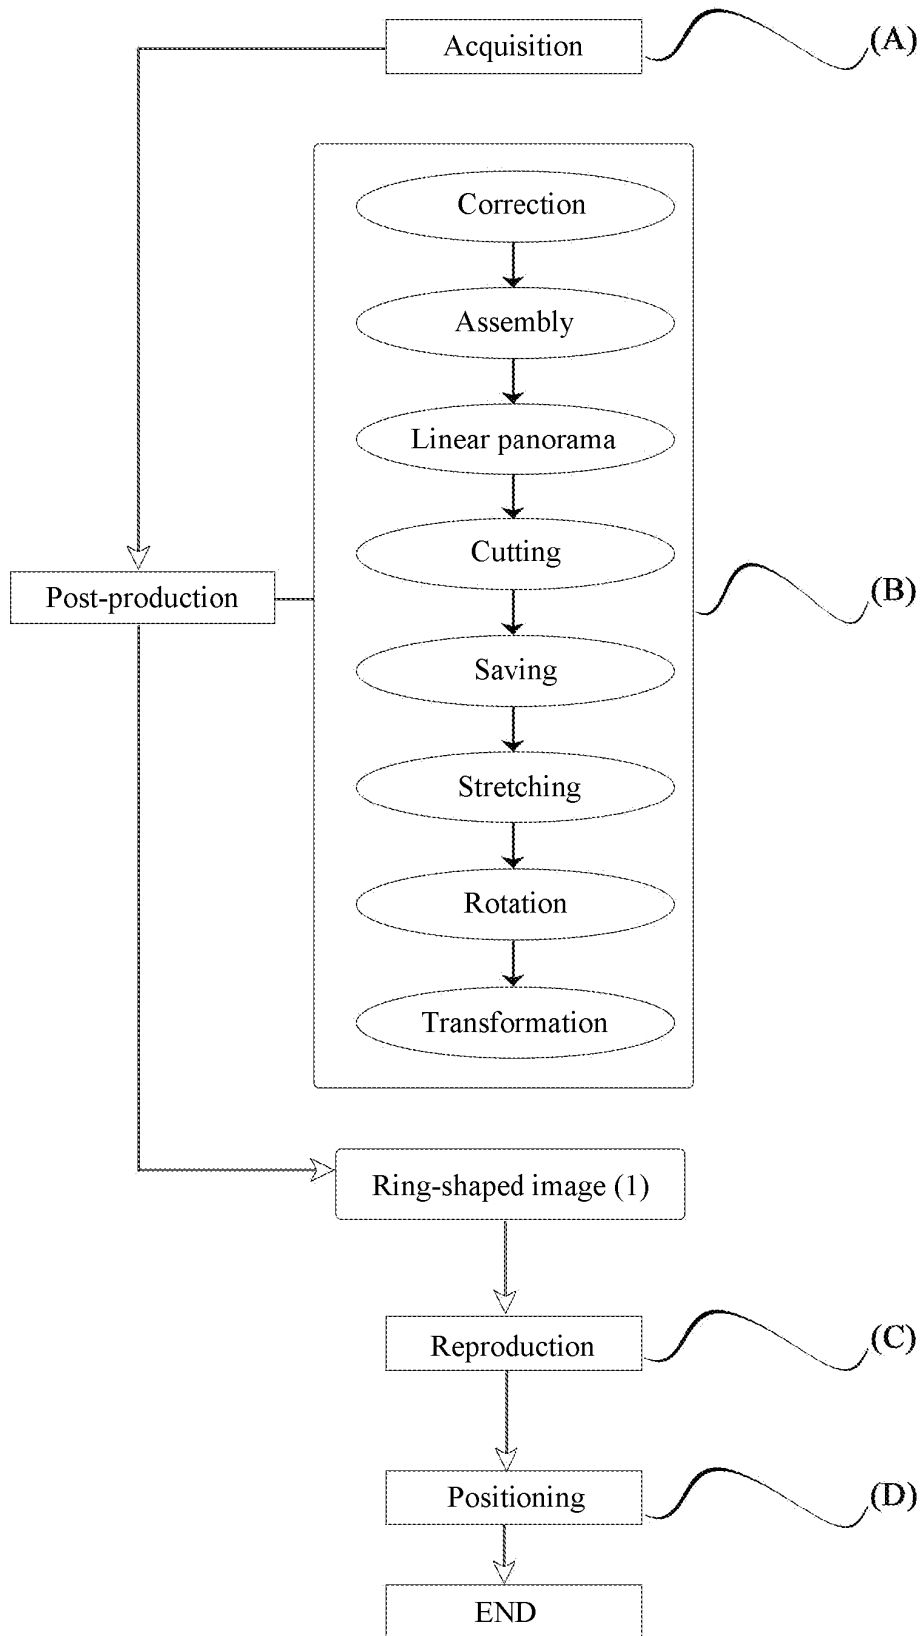 Acquisition
(A)
Correction
Assembly
Linear panorama
Cutting
Post-production
(B)
Saving
Stretching
Rotation
Transformation
Ring-shaped image (1)
Reproduction
(C)
Positioning
(D)
END